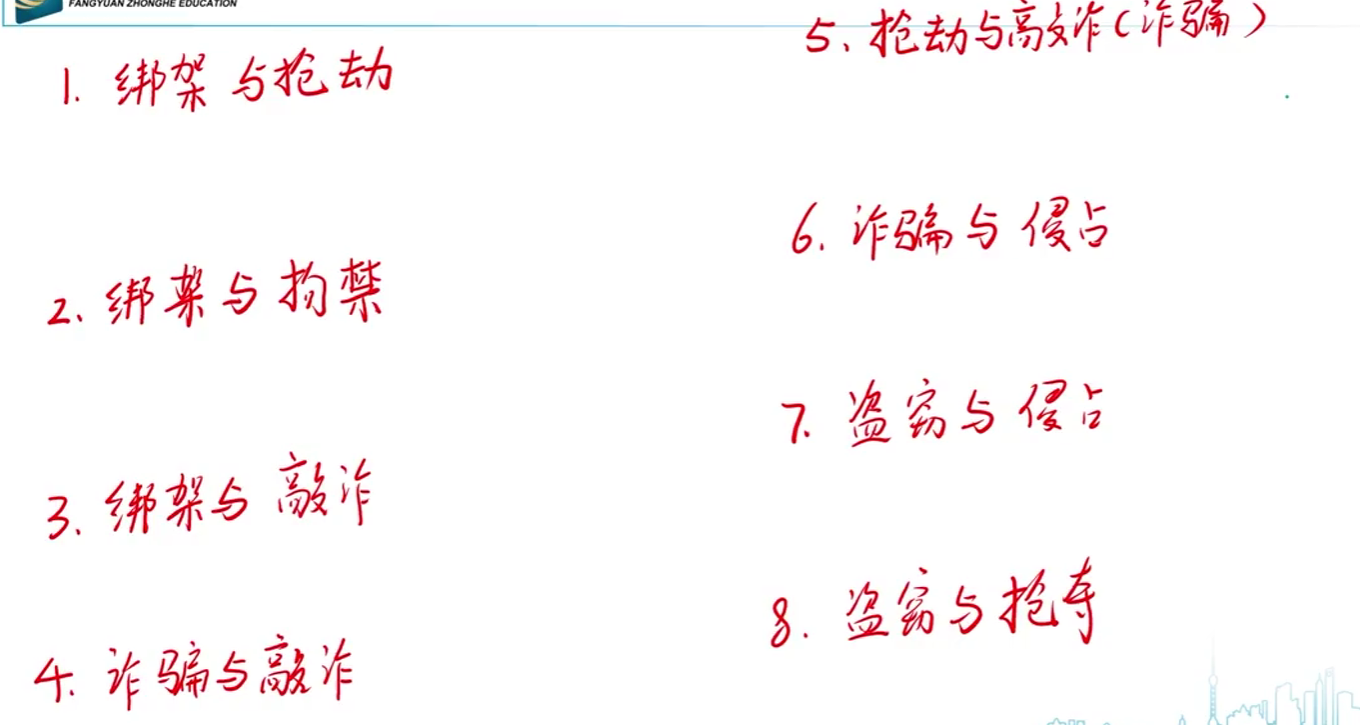 FANGYUAN ZHONGHE EDUCATION
1. 绑架与抢劫
2、绑架与拘禁
3、绑架与敲诈
4、诈骗与敲诈
5、抢劫与敲诈(诈骗)
6、诈骗与侵占
7、盗窃与侵占
8、盗窃与抢夺